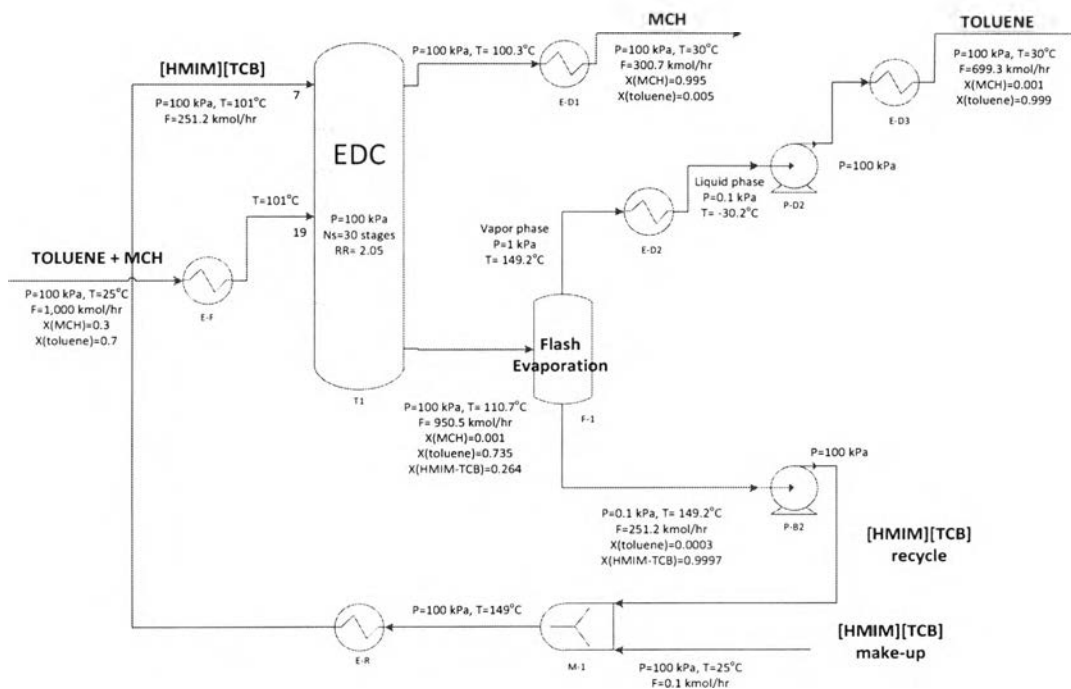 MCH
TOLUENE
P=100 kPa, T= 100.3°C
P=100 kPa, T=30°C
F=300.7 kmol/hr
X(MCH)=0.995
X(toluene)=0.005
P=100 kPa, T=30°C
F=699.3 kmol/hr
X(MCH)=0.001
X(toluene)=0.999
[HMIM][TCB]
7
P=100 kPa, T=101°C
F=251.2 kmol/hr
E-D1
E-D3
EDC
P=100 kPa
Ns=30 stages
RR= 2.05
T=101°C
19
Liquid phase
P=0.1 kPa
T= -30.2°C
P=100 kPa
P-D2
Vapor phase
P=1 kPa
T= 149.2°C
E-D2
TOLUENE + MCH
P=100 kPa, T=25°C
F=1,000 kmol/hr
X(MCH)=0.3
X(toluene)=0.7
E-F
Flash
Evaporation
T1
F-1
P=100 kPa, T= 110.7°C
F= 950.5 kmol/hr
X(MCH)=0.001
X(toluene)=0.735
X(HMIM-TCB)=0.264
P=100 kPa
P=0.1 kPa, T= 149.2°C
F=251.2 kmol/hr
X(toluene)=0.0003
X(HMIM-TCB)=0.9997
P-B2
[HMIM][TCB]
recycle
P=100 kPa, T=149°C
E-R
M-1
[HMIM][TCB]
make-up
P=100 kPa, T=25°C
F=0.1 kmol/hr